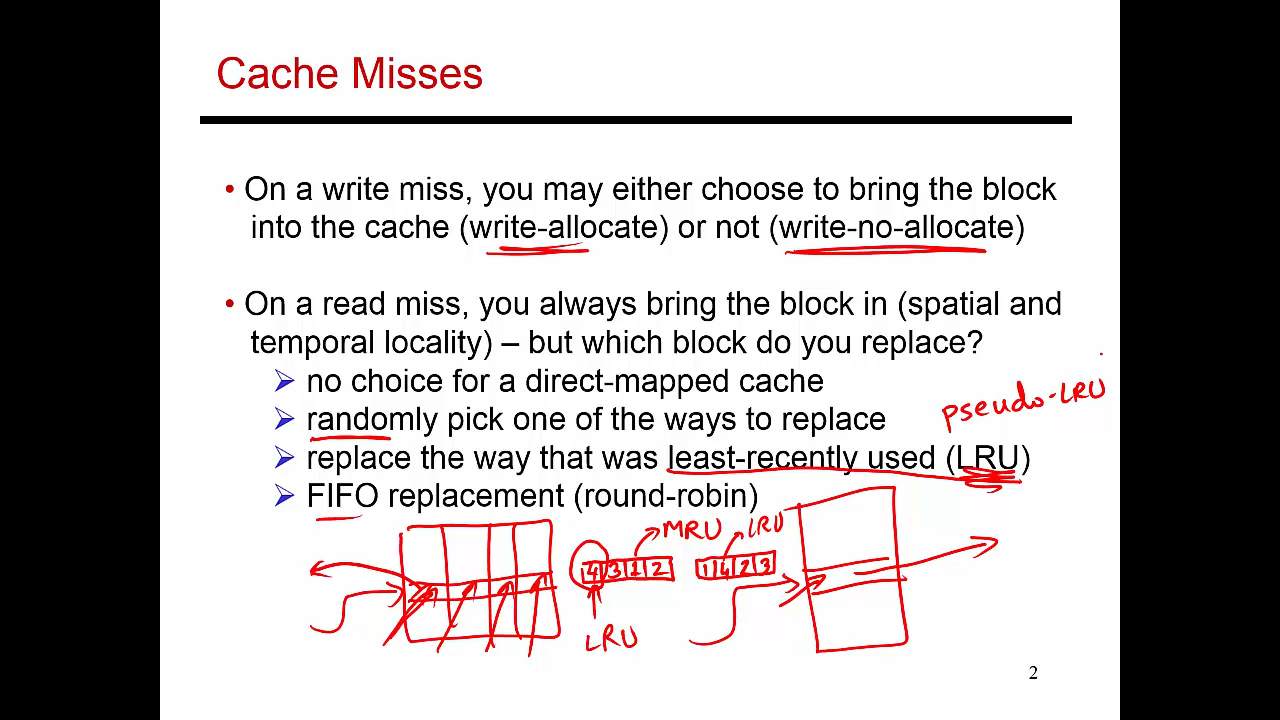 Cache Misses
• On a write miss, you may either choose to bring the block
into the cache (write-allocate) or not (write-no-allocate)
• On a read miss, you always bring the block in (spatial and
temporal locality) – but which block do you replace?
➢ no choice for a direct-mapped cache
➢ randomly pick one of the ways to replace
pseudo-LRU
➢ replace the way that was least-recently used (LRU)
➢ FIFO replacement (round-robin)
MRU
LRU
4 3 1 2
1 4 2 3
LRU
2